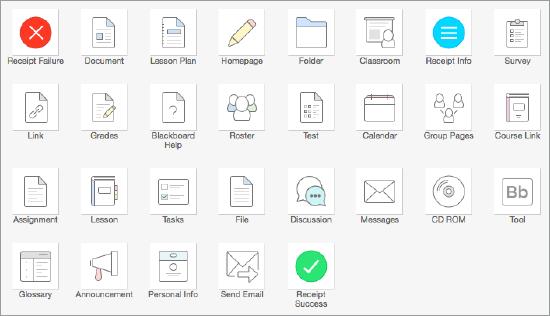 Receipt Failure
Document
Lesson Plan
Homepage
Folder
Classroom
Receipt Info
Survey
Link
Grades
?
Blackboard
Help
Roster
Test
Calendar
Group Pages
Course Link
Assignment
Lesson
Tasks
File
Discussion
Messages
CD ROM
Bb
Tool
Glossary
Announcement
Personal Info
Send Email
Receipt
Success